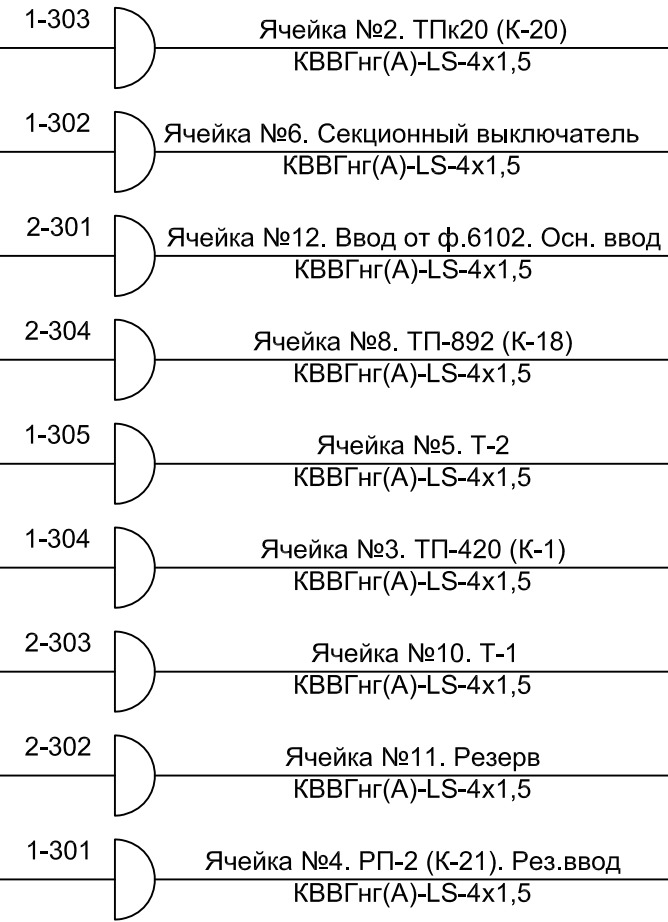 1-303
Ячейка №2. ТПк20 (К-20)
КВВГнг(А)-LS-4x1,5
1-302
Ячейка №6. Секционный выключатель
КВВГнг(А)-LS-4x1,5
2-301
Ячейка №12. Ввод от ф.6102. Осн. ввод
КВВГнг(А)-LS-4x1,5
2-304
Ячейка №8. ТП-892 (К-18)
КВВГнг(А)-LS-4x1,5
1-305
Ячейка №5. Т-2
КВВГнг(А)-LS-4x1,5
1-304
Ячейка №3. ТП-420 (К-1)
КВВГнг(А)-LS-4x1,5
2-303
Ячейка №10. Т-1
КВВГнг(А)-LS-4x1,5
2-302
Ячейка №11. Резерв
КВВГнг(А)-LS-4x1,5
1-301
Ячейка №4. РП-2 (К-21). Рез.ввод
КВВГнг(А)-LS-4x1,5